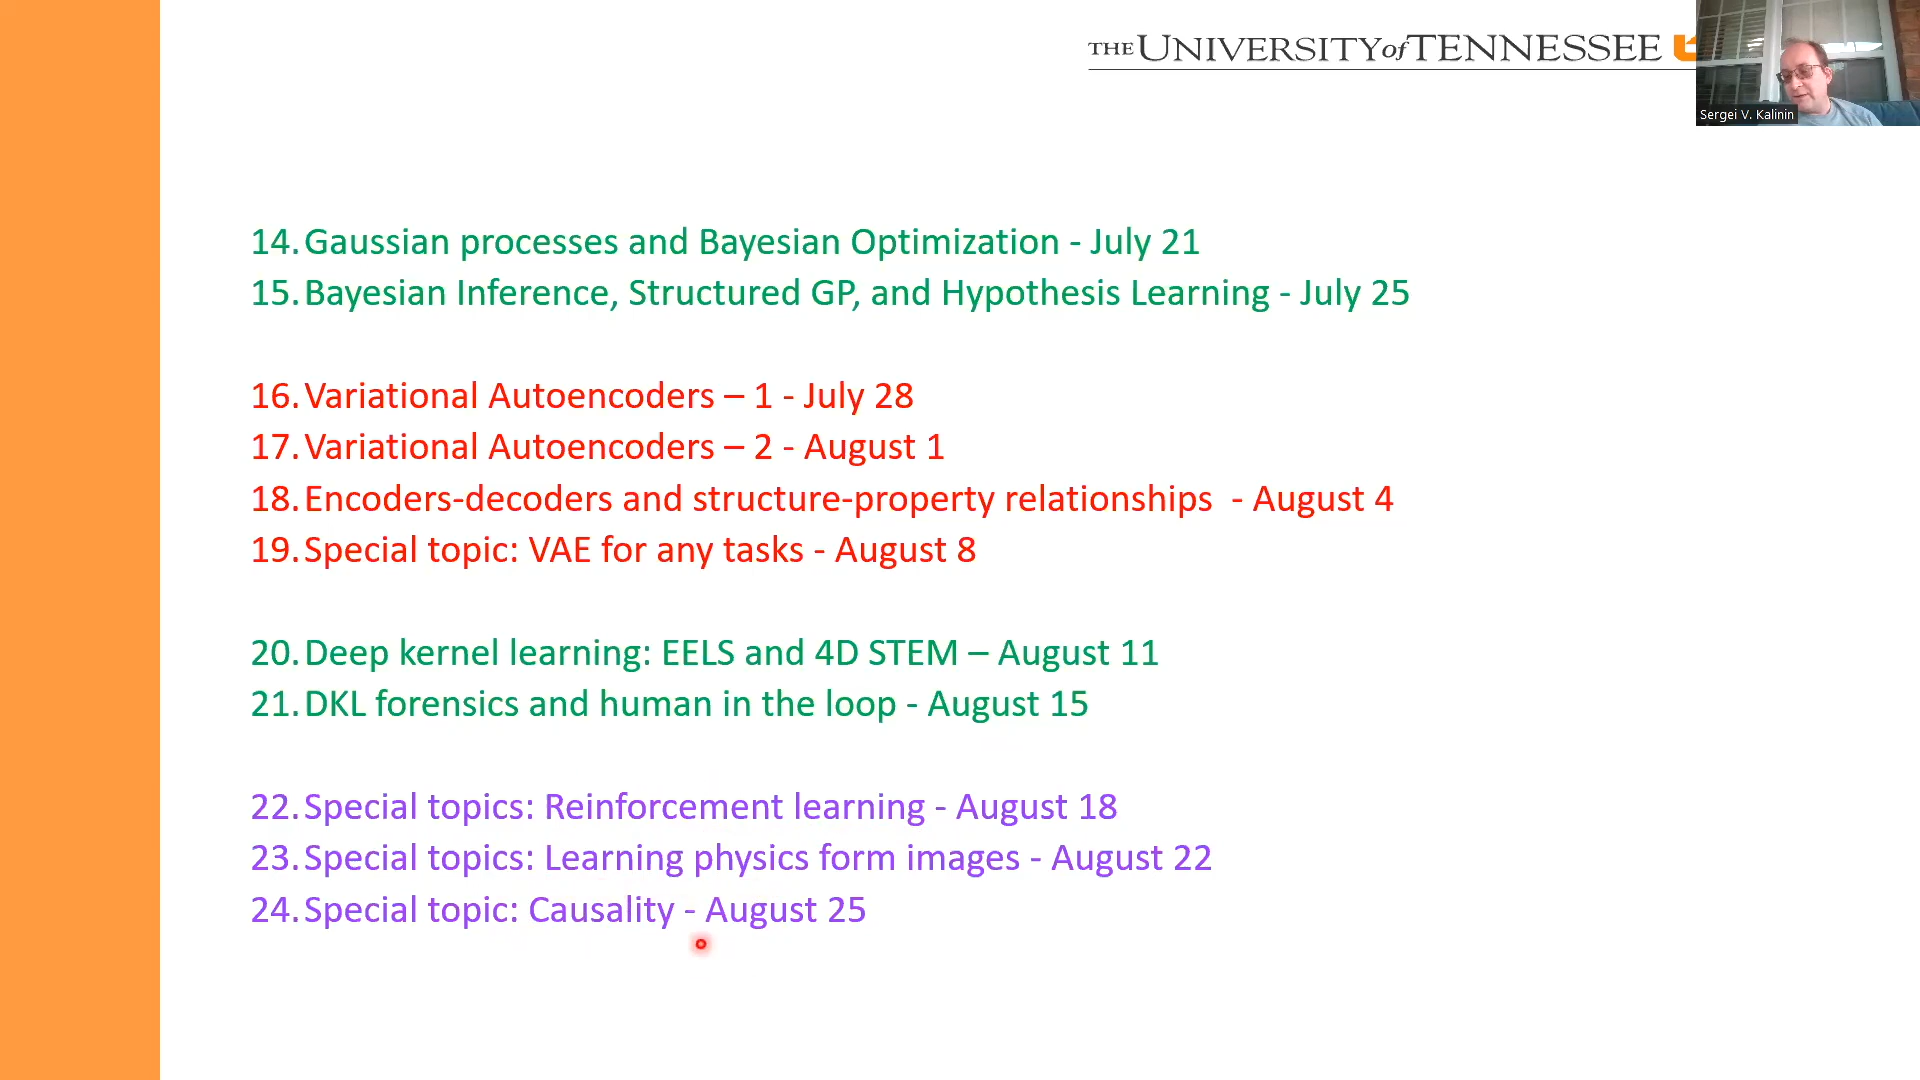 THE UNIVERSITY of TENNESSEE
Sergei V. Kalinin
14. Gaussian processes and Bayesian Optimization - July 21
15. Bayesian Inference, Structured GP, and Hypothesis Learning - July 25
16. Variational Autoencoders – 1 - July 28
17. Variational Autoencoders – 2 - August 1
18. Encoders-decoders and structure-property relationships - August 4
19. Special topic: VAE for any tasks - August 8
20. Deep kernel learning: EELS and 4D STEM – August 11
21. DKL forensics and human in the loop - August 15
22. Special topics: Reinforcement learning - August 18
23. Special topics: Learning physics form images - August 22
24. Special topic: Causality - August 25